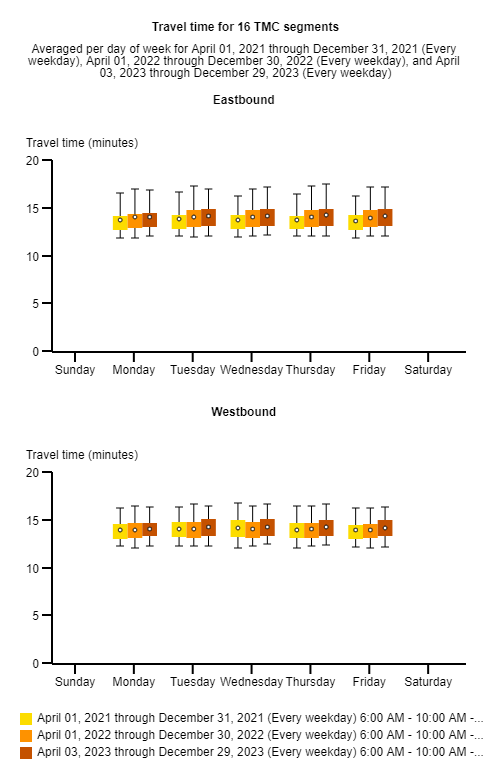 Travel time for 16 TMC segments
Averaged per day of week for April 01, 2021 through December 31, 2021 (Every
weekday), April 01, 2022 through December 30, 2022 (Every weekday), and April
03, 2023 through December 29, 2023 (Every weekday)
Eastbound
Travel time (minutes)
20
15
10
5
0
Sunday Monday Tuesday Wednesday Thursday Friday Saturday
Westbound
Travel time (minutes)
20
15
10
5
0
Sunday Monday Tuesday Wednesday Thursday Friday Saturday
April 01, 2021 through December 31, 2021 (Every weekday) 6:00 AM - 10:00 AM -...
April 01, 2022 through December 30, 2022 (Every weekday) 6:00 AM - 10:00 AM -...
April 03, 2023 through December 29, 2023 (Every weekday) 6:00 AM - 10:00 AM -...